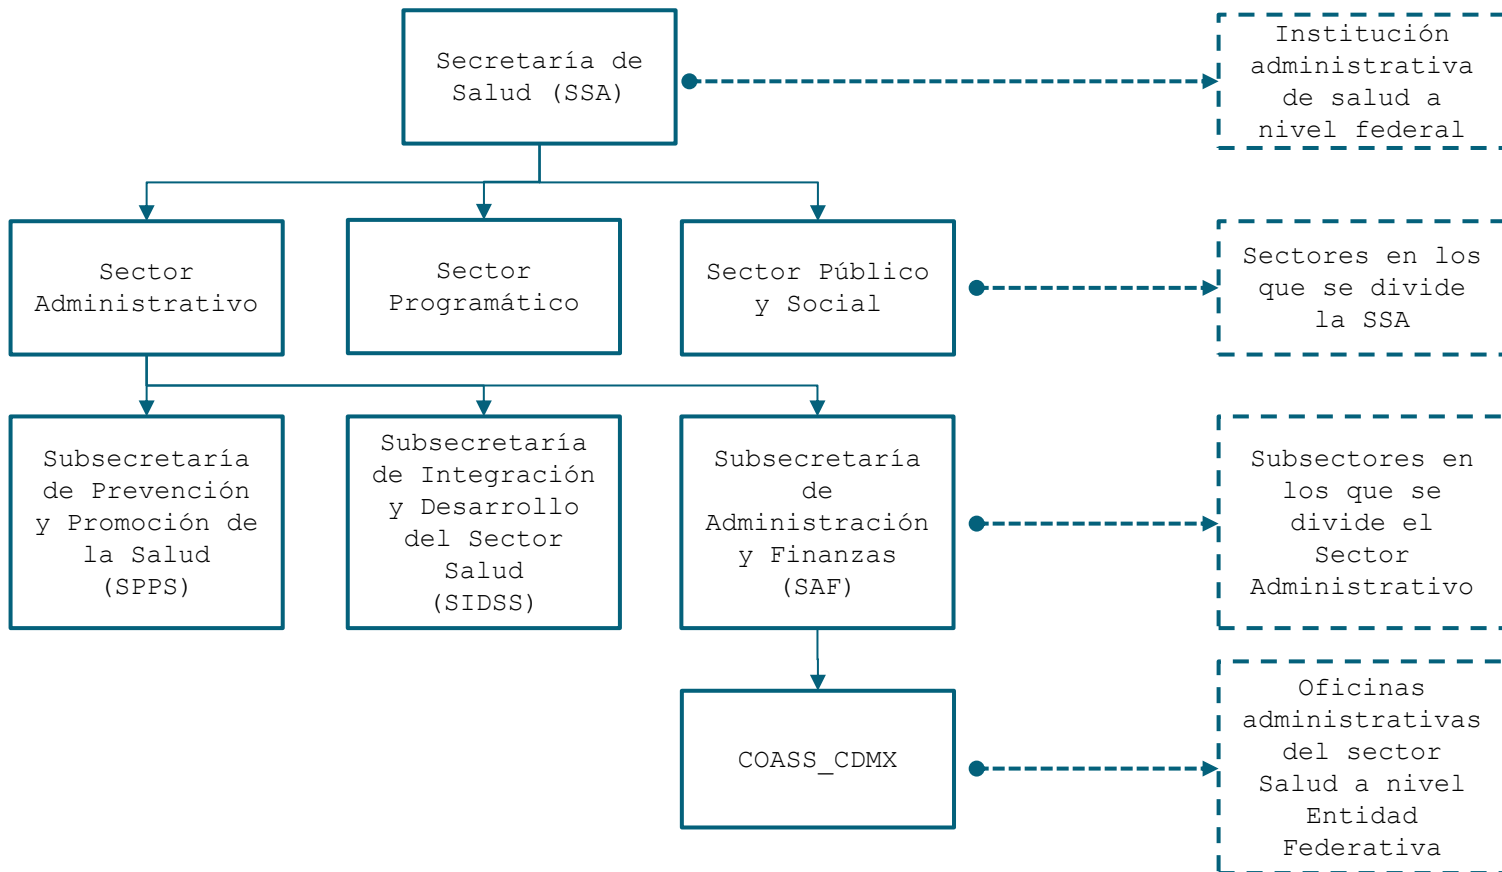 Secretaría de
Salud (SSA)
Institución
administrativa
de salud a
nivel federal
Sector
Administrativo
Sector
Programático
Sector Público
y Social
Sectores en los
que se divide
la SSA
Subsecretaría
de Prevención
y Promoción de
la Salud
(SPPS)
Subsecretaría
de Integración
y Desarrollo
del Sector
Salud
(SIDSS)
Subsecretaría
de
Administración
y Finanzas
(SAF)
Subsectores en
los que se
divide el
Sector
Administrativo
COASS_CDMX
Oficinas
administrativas
del sector
Salud a nivel
Entidad
Federativa